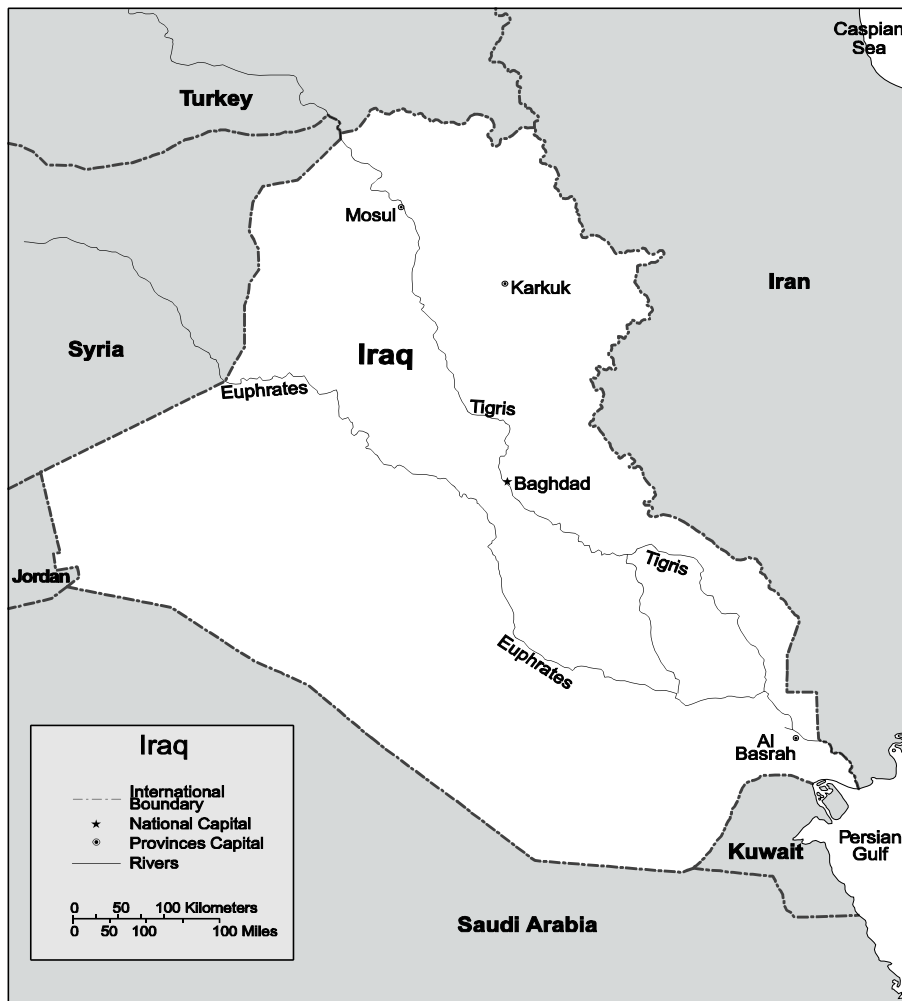 Caspian
Sea
Turkey
Mosul
Karkuk
Iran
Iraq
Syria
Euphrates
Tigris
Baghdad
Tigris
Jordan
Euphrates
Al
Basrah
Persian
Gulf
Kuwait
Saudi Arabia
Iraq
International
Boundary
National Capital
Provinces Capital
Rivers
0 50 100 Kilometers
0 50 100 100 Miles